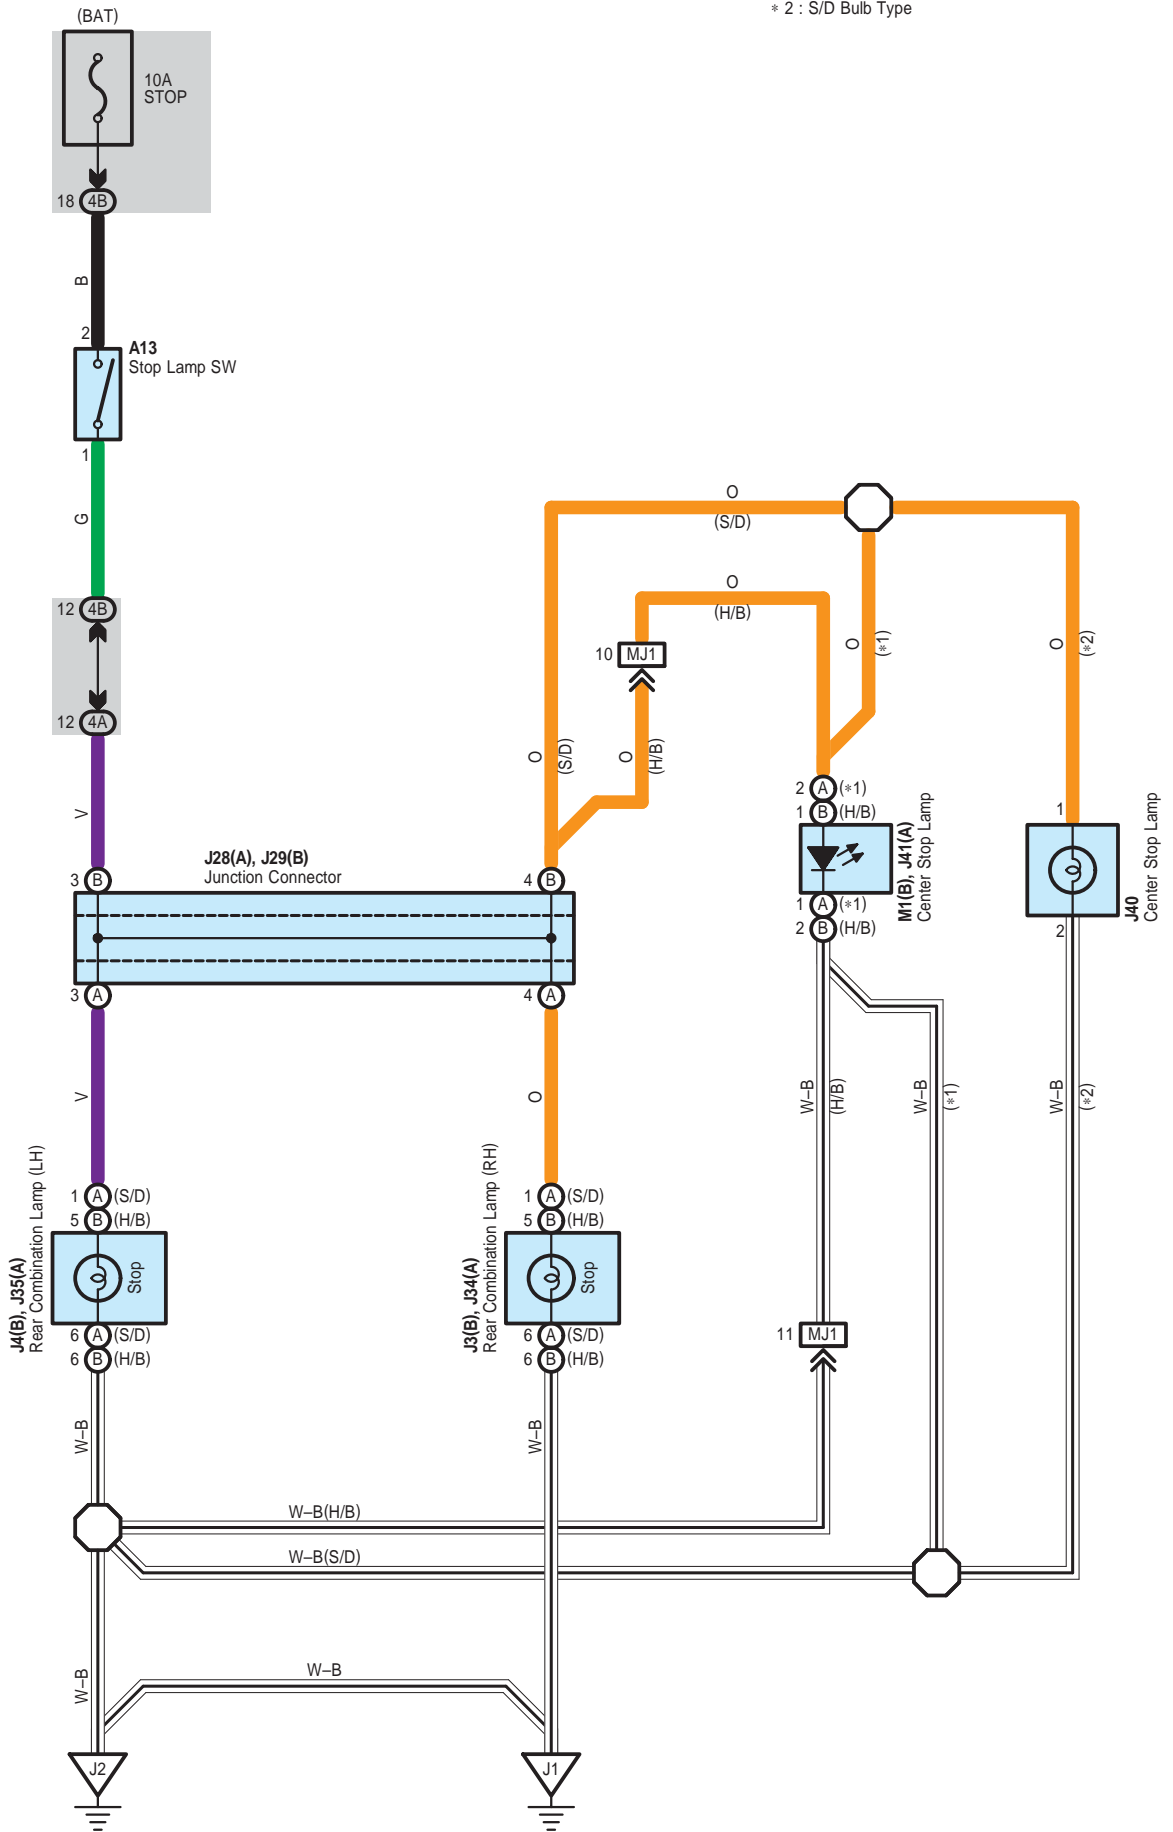 ∗ 2 : S/D Bulb Type
(BAT)
10A
STOP
18 4B
B
2
A13
Stop Lamp SW
1
G
12 4B
12 4A
V
O
(S/D)
O
(H/B)
10 MJ1
O
(∗1)
O
(∗2)
O
(S/D)
O
(H/B)
2 A (∗1)
1 B (H/B)
M1(B), J41(A)
Center Stop Lamp
1 A (∗1)
2 B (H/B)
1
J40
Center Stop Lamp
2
J28(A), J29(B)
Junction Connector
3 B
4 B
3 A
4 A
V
O
W–B
(H/B)
W–B
(∗1)
W–B
(∗2)
1 A (S/D)
5 B (H/B)
J4(B), J35(A)
Rear Combination Lamp (LH)
Stop
6 A (S/D)
6 B (H/B)
1 A (S/D)
5 B (H/B)
J3(B), J34(A)
Rear Combination Lamp (RH)
Stop
6 A (S/D)
6 B (H/B)
11 MJ1
W–B
W–B
W–B(H/B)
W–B(S/D)
W–B
W–B
J2
J1